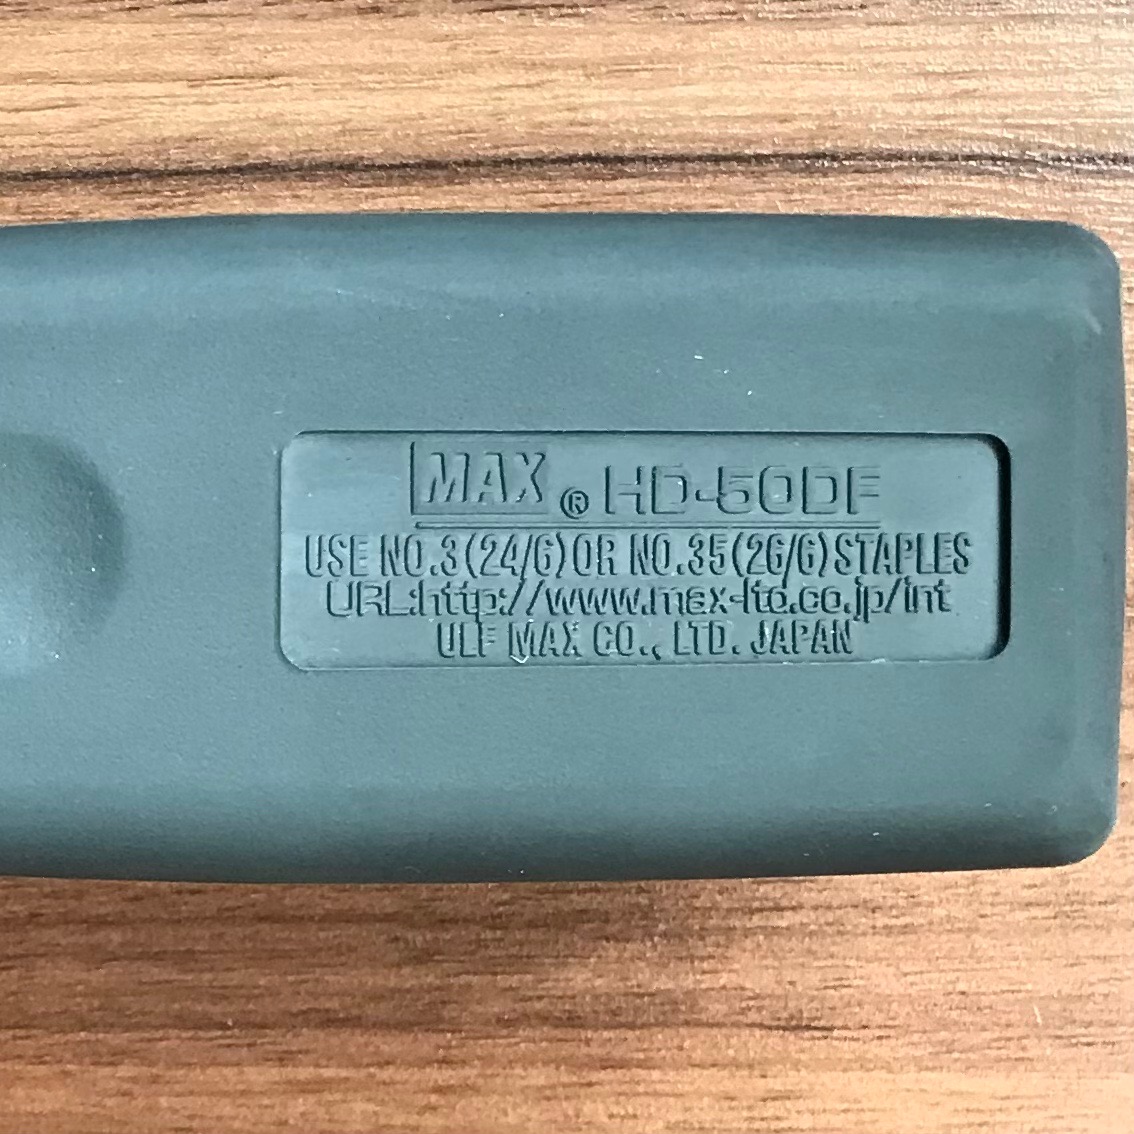 MAX ® HD-50DF
USE NO.3(24/6)OR NO.35(26/6)STAPLES
URL:http://www.max-ltd.co.jp/int
ULF MAX CO., LTD. JAPAN